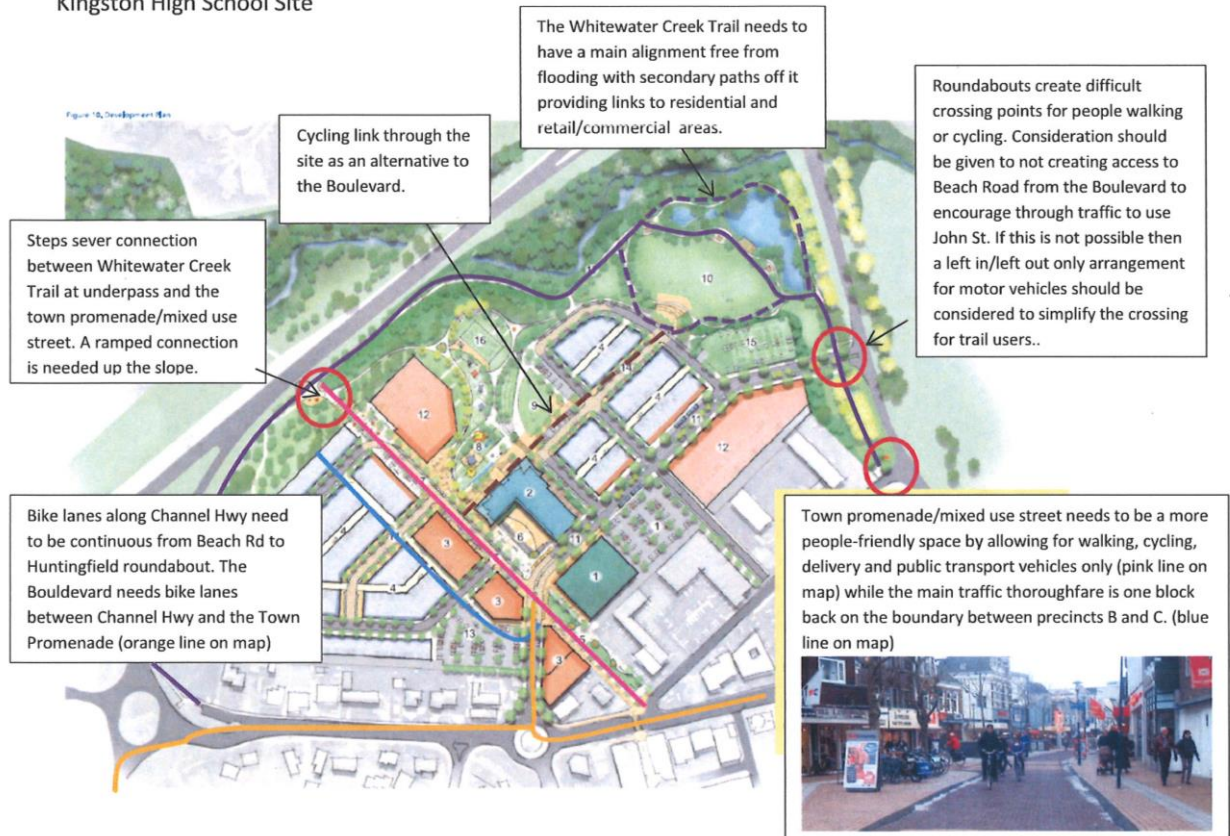 Kingston High School Site
The Whitewater Creek Trail needs to
have a main alignment free from
flooding with secondary paths off it
providing links to residential and
retail/commercial areas.
Roundabouts create difficult
crossing points for people walking
or cycling. Consideration should
be given to not creating access to
Beach Road from the Boulevard to
encourage through traffic to use
John St. If this is not possible then
a left in/left out only arrangement
for motor vehicles should be
considered to simplify the crossing
for trail users..
Figure 10, Development Plan
Cycling link through the
site as an alternative to
the Boulevard.
Steps sever connection
between Whitewater Creek
Trail at underpass and the
town promenade/mixed use
street. A ramped connection
is needed up the slope.
10
16
15
4
14
4
9
12
11
12
8
2
4
3
6
11
1
1
4
3
13
5
3
Bike lanes along Channel Hwy need
to be continuous from Beach Rd to
Huntingfield roundabout. The
Bouldevard needs bike lanes
between Channel Hwy and the Town
Promenade (orange line on map)
Town promenade/mixed use street needs to be a more
people-friendly space by allowing for walking, cycling,
delivery and public transport vehicles only (pink line on
map) while the main traffic thoroughfare is one block
back on the boundary between precincts B and C. (blue
line on map)